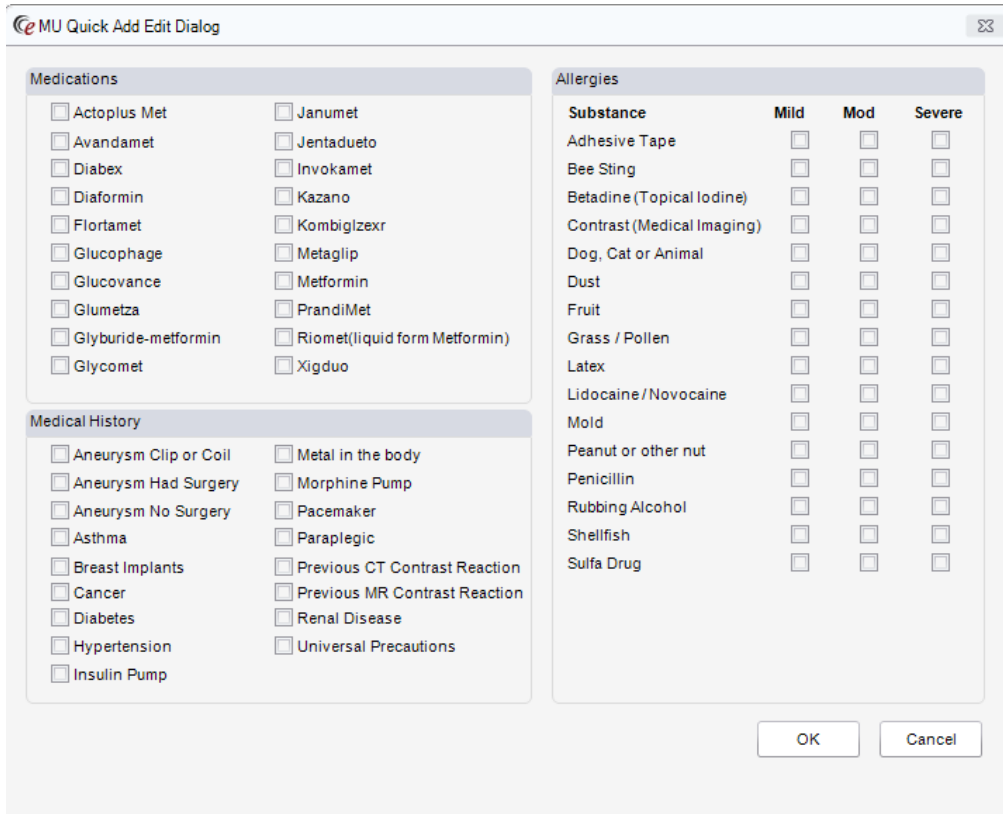 MU Quick Add Edit Dialog
Medications
Actoplus Met
Avandamet
Diabex
Diaformin
Flortamet
Glucophage
Glucovance
Glumetza
Glyburide-metformin
Glycomet
Janumet
Jentadueto
Invokamet
Kazano
Kombiglzexr
Metaglip
Metformin
PrandiMet
Riomet(liquid form Metformin)
Xigduo
Medical History
Aneurysm Clip or Coil
Aneurysm Had Surgery
Aneurysm No Surgery
Asthma
Breast Implants
Cancer
Diabetes
Hypertension
Insulin Pump
Metal in the body
Morphine Pump
Pacemaker
Paraplegic
Previous CT Contrast Reaction
Previous MR Contrast Reaction
Renal Disease
Universal Precautions
Allergies
Substance Mild Mod Severe
Adhesive Tape
Bee Sting
Betadine (Topical Iodine)
Contrast (Medical Imaging)
Dog, Cat or Animal
Dust
Fruit
Grass / Pollen
Latex
Lidocaine / Novocaine
Mold
Peanut or other nut
Penicillin
Rubbing Alcohol
Shellfish
Sulfa Drug
OK Cancel